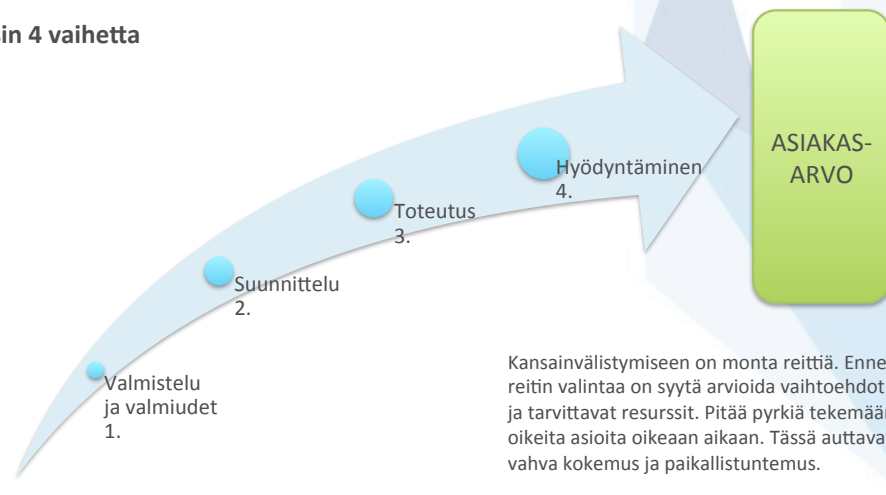 sin 4 vaihetta
ASIAKAS-
ARVO
Hyödyntäminen
4.
Toteutus
3.
Suunnittelu
2.
Valmistelu
ja valmiudet
1.
Kansainvälistymiseen on monta reittiä. Enne
reitin valintaa on syytä arvioida vaihtoehdot
ja tarvittavat resurssit. Pitää pyrkiä tekemään
oikeita asioita oikeaan aikaan. Tässä auttava
vahva kokemus ja paikallistuntemus.